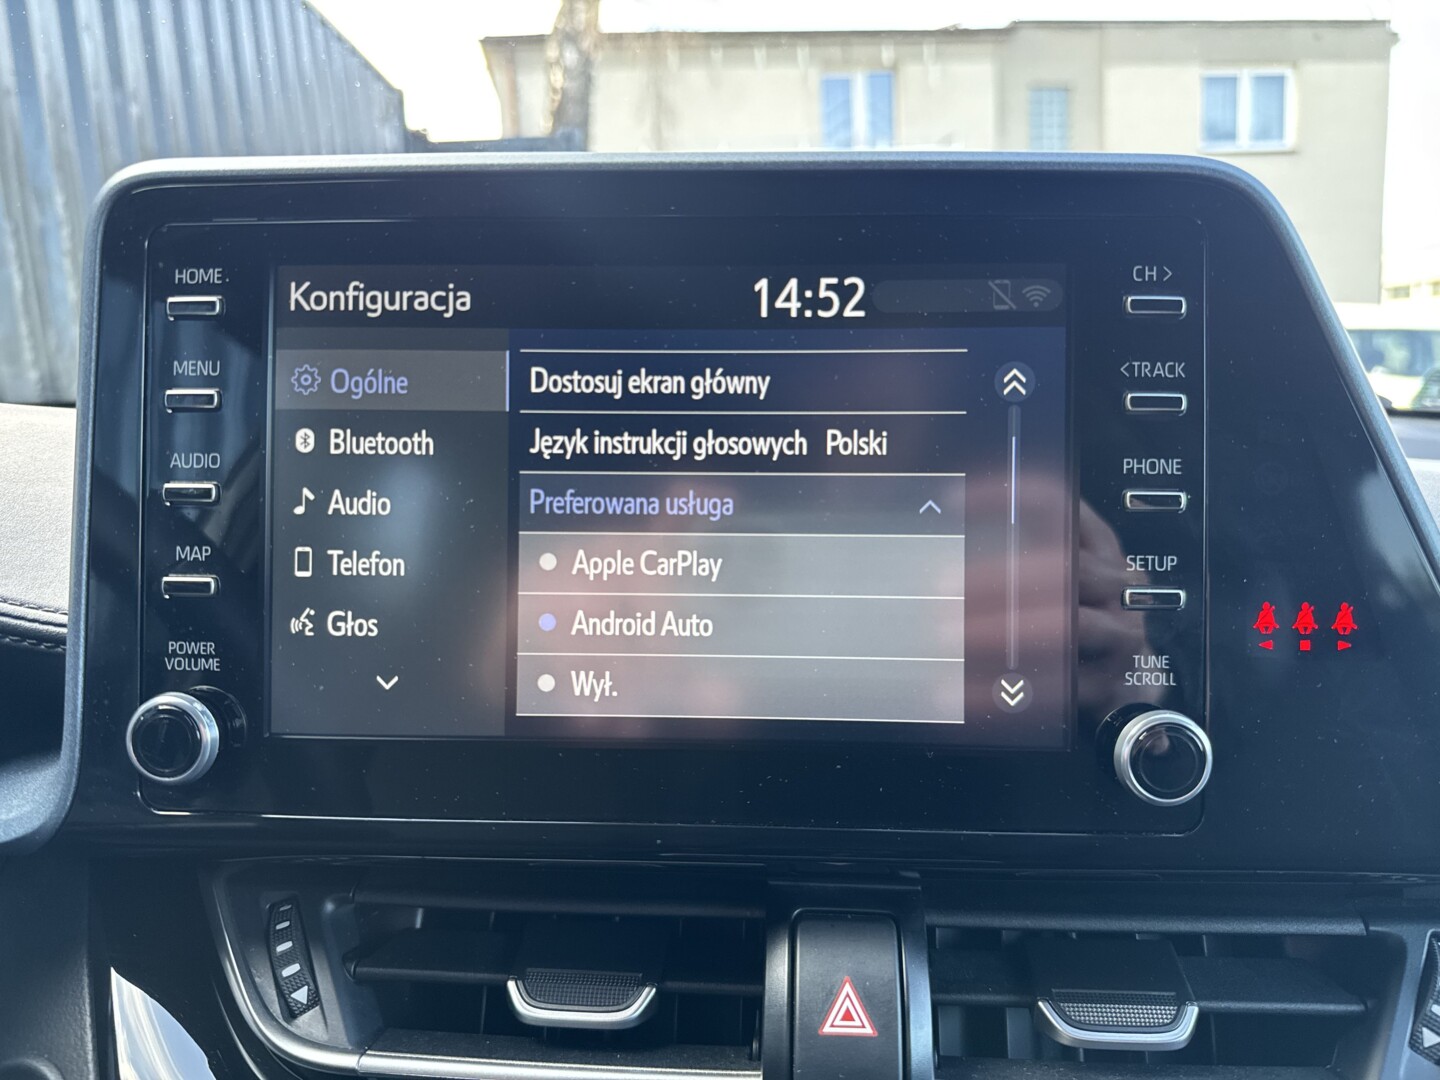 HOME
MENU
AUDIO
MAP
POWER
VOLUME
Konfiguracja 14:52
Ogólne
Bluetooth
Audio
Telefon
Głos
Dostosuj ekran główny
Język instrukcji głosowych Polski
Preferowana usługa
Apple CarPlay
Android Auto
Wył.
CH >
<TRACK
PHONE
SETUP
TUNE
SCROLL